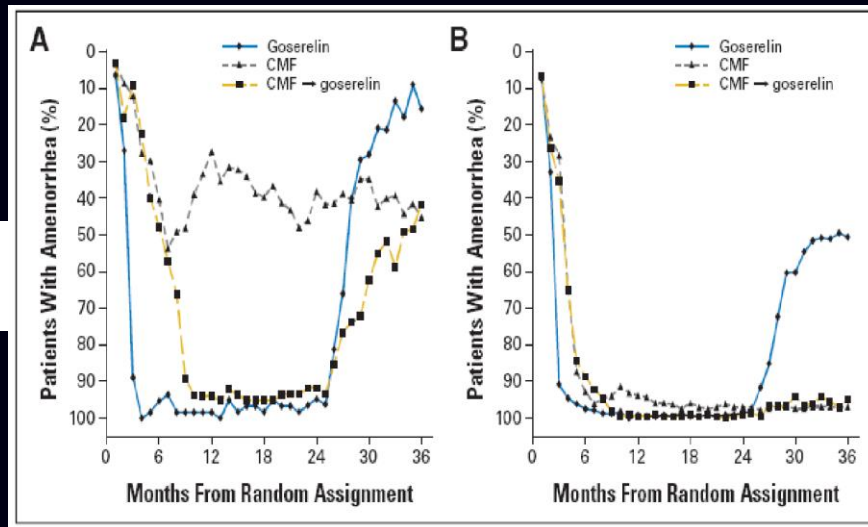 A
Goserelin
CMF
CMF → goserelin
Patients With Amenorrhea (%)
0
10
20
30
40
50
60
70
80
90
100
0 6 12 18 24 30 36
Months From Random Assignment
B
Goserelin
CMF
CMF → goserelin
Patients With Amenorrhea (%)
0
10
20
30
40
50
60
70
80
90
100
0 6 12 18 24 30 36
Months From Random Assignment